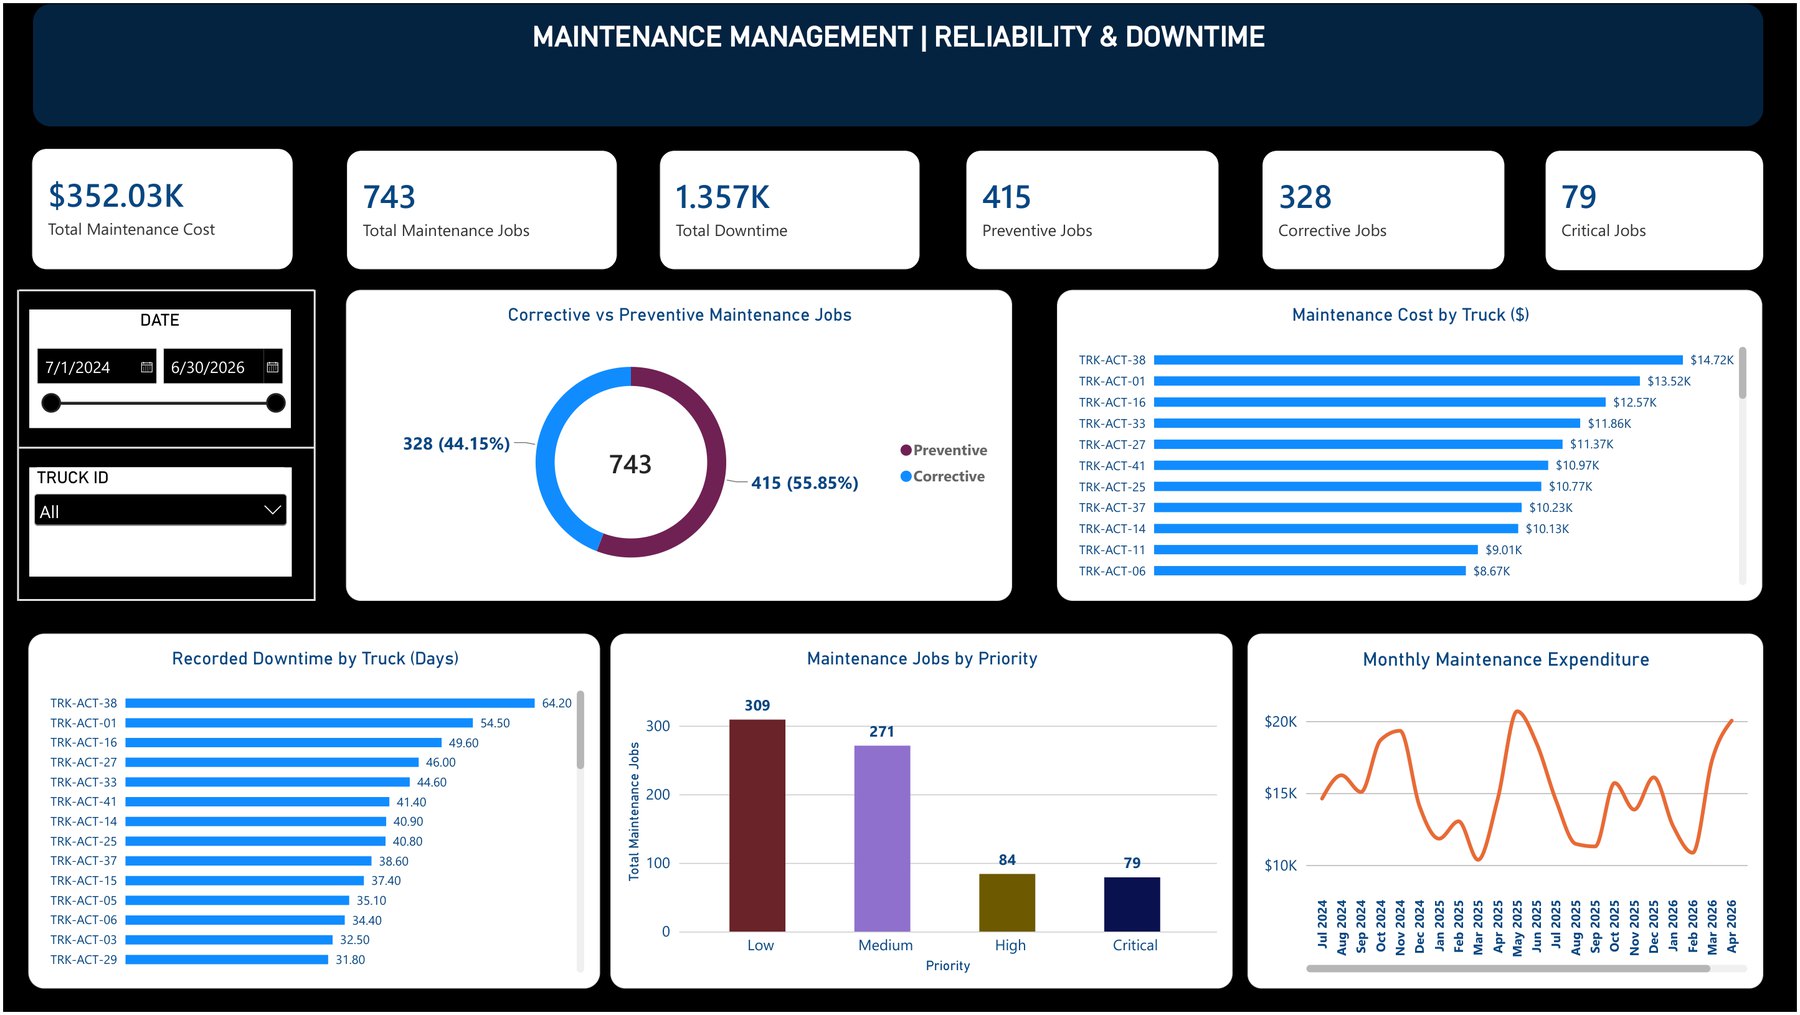 MAINTENANCE MANAGEMENT | RELIABILITY & DOWNTIME
$352.03K
Total Maintenance Cost
743
Total Maintenance Jobs
1.357K
Total Downtime
415
Preventive Jobs
328
Corrective Jobs
79
Critical Jobs
DATE
7/1/2024
6/30/2026
TRUCK ID
All
Corrective vs Preventive Maintenance Jobs
328 (44.15%)
743
415 (55.85%)
Preventive
Corrective
Maintenance Cost by Truck ($)
TRK-ACT-38 $14.72K
TRK-ACT-01 $13.52K
TRK-ACT-16 $12.57K
TRK-ACT-33 $11.86K
TRK-ACT-27 $11.37K
TRK-ACT-41 $10.97K
TRK-ACT-25 $10.77K
TRK-ACT-37 $10.23K
TRK-ACT-14 $10.13K
TRK-ACT-11 $9.01K
TRK-ACT-06 $8.67K
Recorded Downtime by Truck (Days)
TRK-ACT-38 64.20
TRK-ACT-01 54.50
TRK-ACT-16 49.60
TRK-ACT-27 46.00
TRK-ACT-33 44.60
TRK-ACT-41 41.40
TRK-ACT-14 40.90
TRK-ACT-25 40.80
TRK-ACT-37 38.60
TRK-ACT-15 37.40
TRK-ACT-05 35.10
TRK-ACT-06 34.40
TRK-ACT-03 32.50
TRK-ACT-29 31.80
Maintenance Jobs by Priority
Total Maintenance Jobs
300
200
100
0
309
271
84
79
Low
Medium
High
Critical
Priority
Monthly Maintenance Expenditure
$20K
$15K
$10K
Jul 2024
Aug 2024
Sep 2024
Oct 2024
Nov 2024
Dec 2024
Jan 2025
Feb 2025
Mar 2025
Apr 2025
May 2025
Jun 2025
Jul 2025
Aug 2025
Sep 2025
Oct 2025
Nov 2025
Dec 2025
Jan 2026
Feb 2026
Mar 2026
Apr 2026